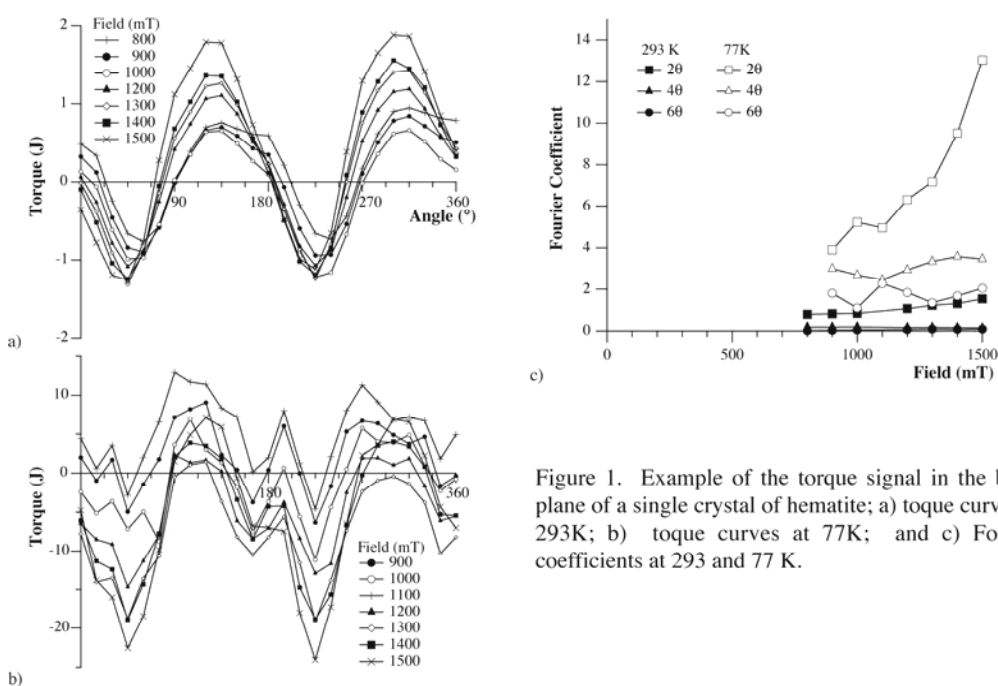 Field (mT)
800
900
1000
1200
1300
1400
1500
2
1
0
-1
-2
Torque (J)
90
180
270
360
Angle (°)
a)
10
0
-10
-20
Torque (J)
180
360
Field (mT)
900
1000
1100
1200
1300
1400
1500
b)
14
12
10
8
6
4
2
0
Fourier Coefficient
293 K 77K
2θ 2θ
4θ 4θ
6θ 6θ
0 500 1000 1500
Field (mT)
c)
Figure 1. Example of the torque signal in the
plane of a single crystal of hematite; a) toque
293K; b) toque curves at 77K; and c)
coefficients at 293 and 77 K.